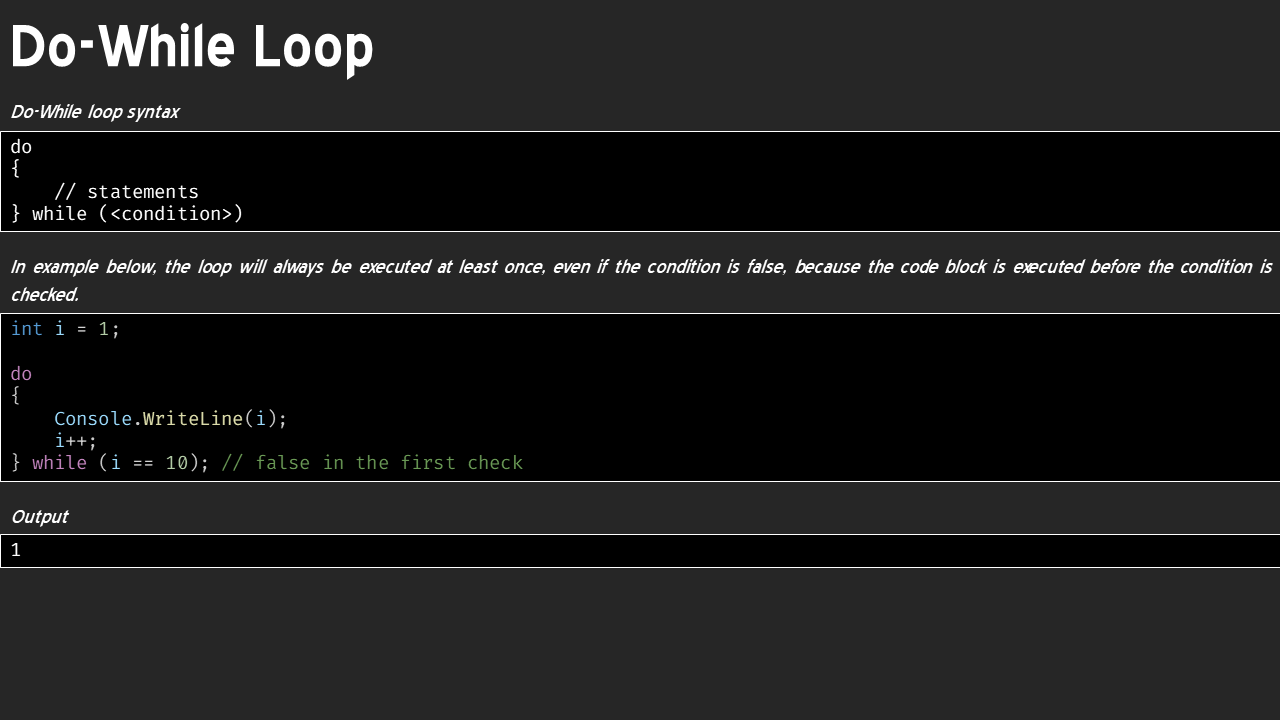 Do-While Loop
Do-While loop syntax
do
{
    // statements
} while (<condition>)
In example below, the loop will always be executed at least once, even if the condition is false, because the code block is executed before the condition is
checked.
int i = 1;

do
{
    Console.WriteLine(i);
    i++;
} while (i == 10); // false in the first check
Output
1